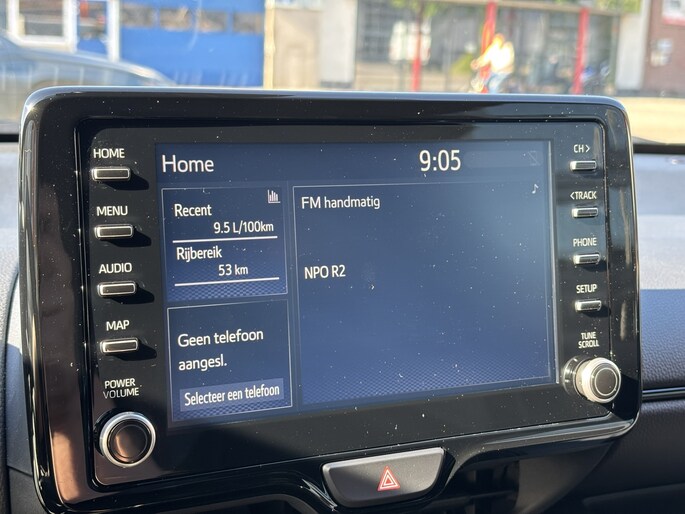 Home
9:05
HOME
MENU
AUDIO
MAP
POWER
VOLUME
Recent
9.5 L/100km
Rijbereik
53 km
Geen telefoon
aangesl.
Selecteer een telefoon
FM handmatig
NPO R2
CH >
< TRACK
PHONE
SETUP
TUNE
SCROLL